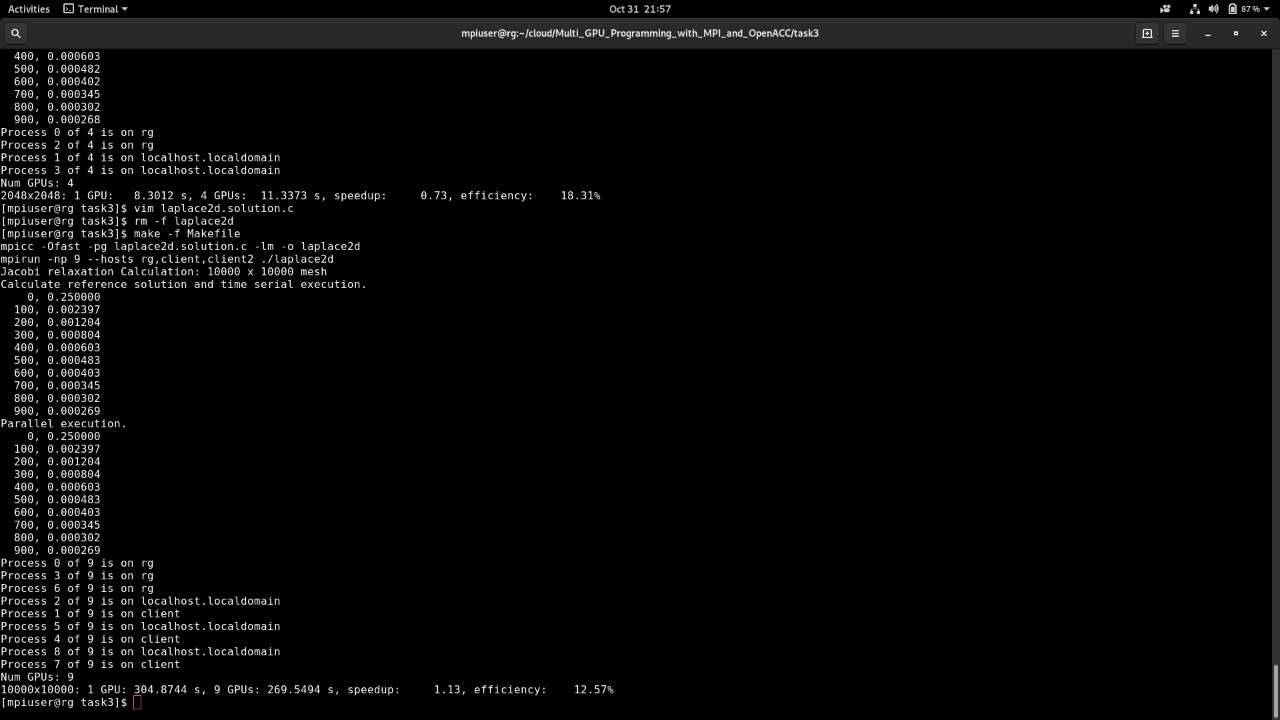 Activities Terminal Oct 31 21:57 87%
mpiuser@rg:~/cloud/Multi_GPU_Programming_with_MPI_and_OpenACC/task3
  400, 0.000603
  500, 0.000482
  600, 0.000402
  700, 0.000345
  800, 0.000302
  900, 0.000268
Process 0 of 4 is on rg
Process 2 of 4 is on rg
Process 1 of 4 is on localhost.localdomain
Process 3 of 4 is on localhost.localdomain
Num GPUs: 4
2048x2048: 1 GPU:   8.3012 s, 4 GPUs:  11.3373 s, speedup:     0.73, efficiency:    18.31%
[mpiuser@rg task3]$ vim laplace2d.solution.c
[mpiuser@rg task3]$ rm -f laplace2d
[mpiuser@rg task3]$ make -f Makefile
mpicc -Ofast -pg laplace2d.solution.c -lm -o laplace2d
mpirun -np 9 --hosts rg,client,client2 ./laplace2d
Jacobi relaxation Calculation: 10000 x 10000 mesh
Calculate reference solution and time serial execution.
    0, 0.250000
  100, 0.002397
  200, 0.001204
  300, 0.000804
  400, 0.000603
  500, 0.000483
  600, 0.000403
  700, 0.000345
  800, 0.000302
  900, 0.000269
Parallel execution.
    0, 0.250000
  100, 0.002397
  200, 0.001204
  300, 0.000804
  400, 0.000603
  500, 0.000483
  600, 0.000403
  700, 0.000345
  800, 0.000302
  900, 0.000269
Process 0 of 9 is on rg
Process 3 of 9 is on rg
Process 6 of 9 is on rg
Process 2 of 9 is on localhost.localdomain
Process 1 of 9 is on client
Process 5 of 9 is on localhost.localdomain
Process 4 of 9 is on client
Process 8 of 9 is on localhost.localdomain
Process 7 of 9 is on client
Num GPUs: 9
10000x10000: 1 GPU: 304.8744 s, 9 GPUs: 269.5494 s, speedup:     1.13, efficiency:    12.57%
[mpiuser@rg task3]$